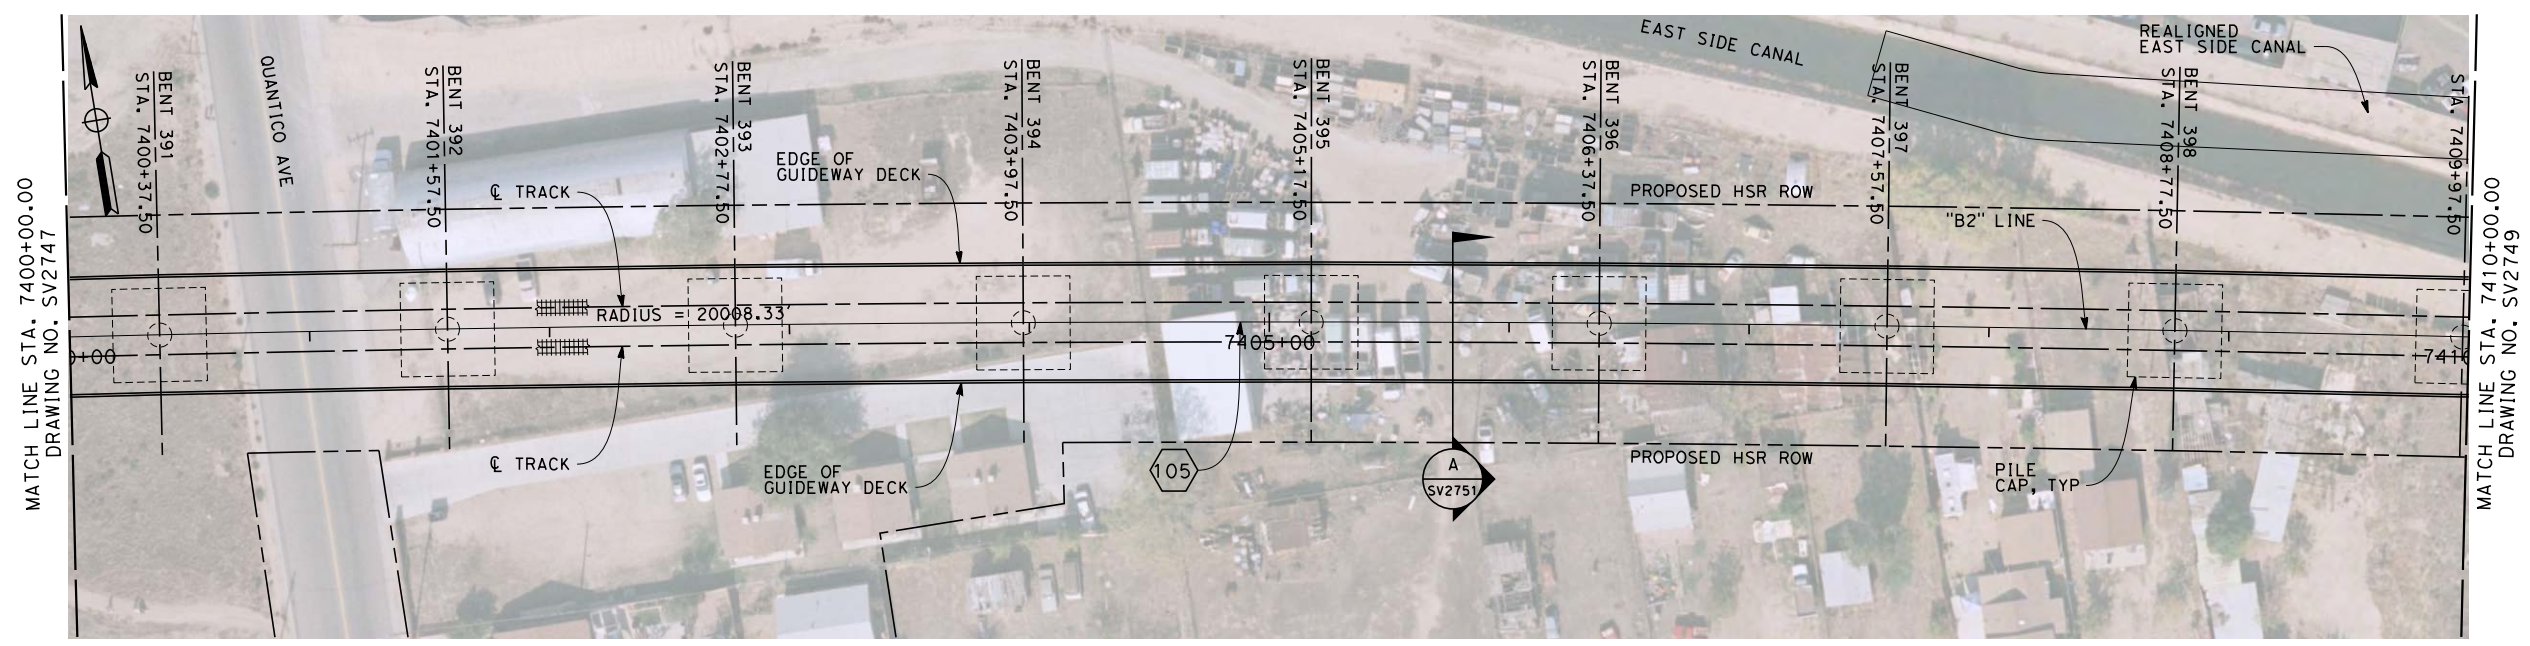 MATCH LINE STA. 7400+00.00
DRAWING NO. SV2747
BENT 391
STA. 7400+37.50
QUANTICO AVE
BENT 392
STA. 7401+57.50
BENT 393
STA. 7402+77.50
BENT 394
STA. 7403+97.50
BENT 395
STA. 7405+17.50
BENT 396
STA. 7406+37.50
BENT 397
STA. 7407+57.50
BENT 398
STA. 7408+77.50
STA. 7409+97.50
EAST SIDE CANAL
REALIGNED
EAST SIDE CANAL
EDGE OF
GUIDEWAY DECK
℄ TRACK
PROPOSED HSR ROW
"B2" LINE
RADIUS = 20008.33'
0+00
7405+00
741
℄ TRACK
EDGE OF
GUIDEWAY DECK
105
A
SV2751
PROPOSED HSR ROW
PILE
CAP, TYP
MATCH LINE STA. 7410+00.00
DRAWING NO. SV2749